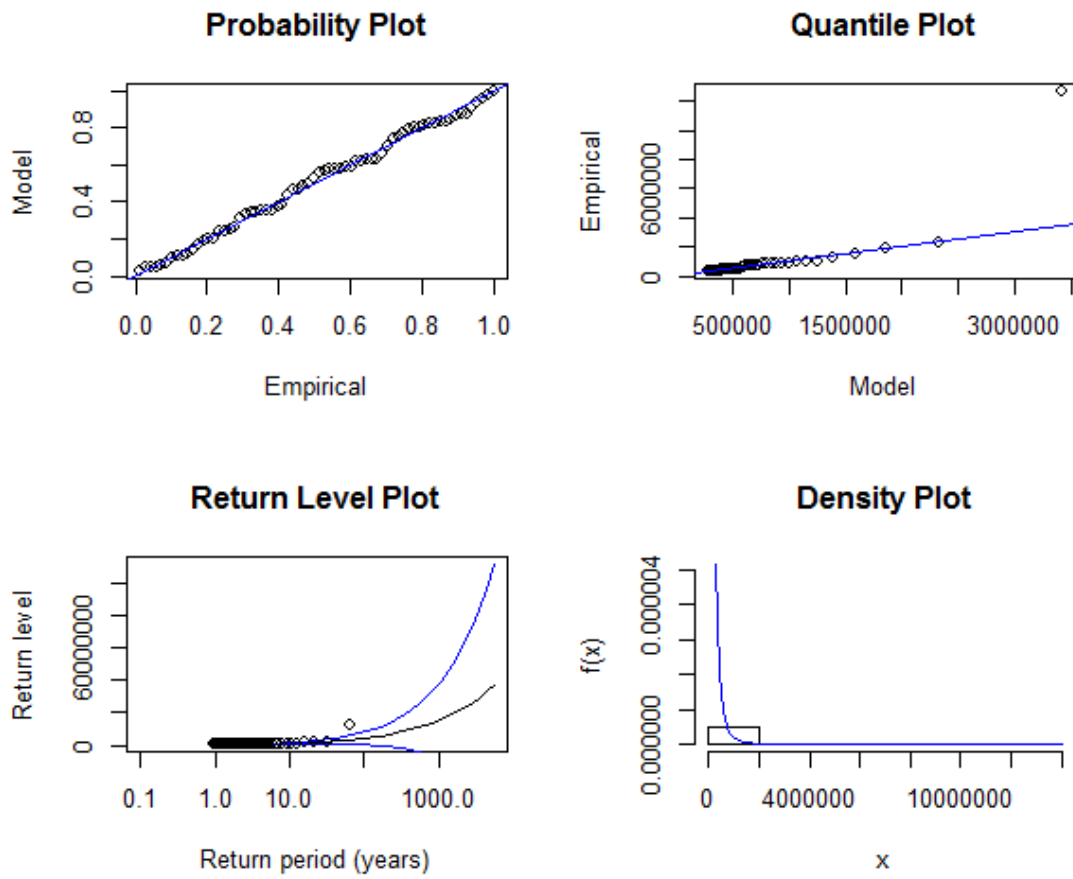 Probability Plot
Model
0.0 0.4 0.8
0.0 0.2 0.4 0.6 0.8 1.0
Empirical
Quantile Plot
Empirical
0 6000000
500000 1500000 3000000
Model
Return Level Plot
Return level
0 60000000
0.1 1.0 10.0 1000.0
Return period (years)
Density Plot
f(x)
0.000000 0.000004
0 4000000 10000000
x